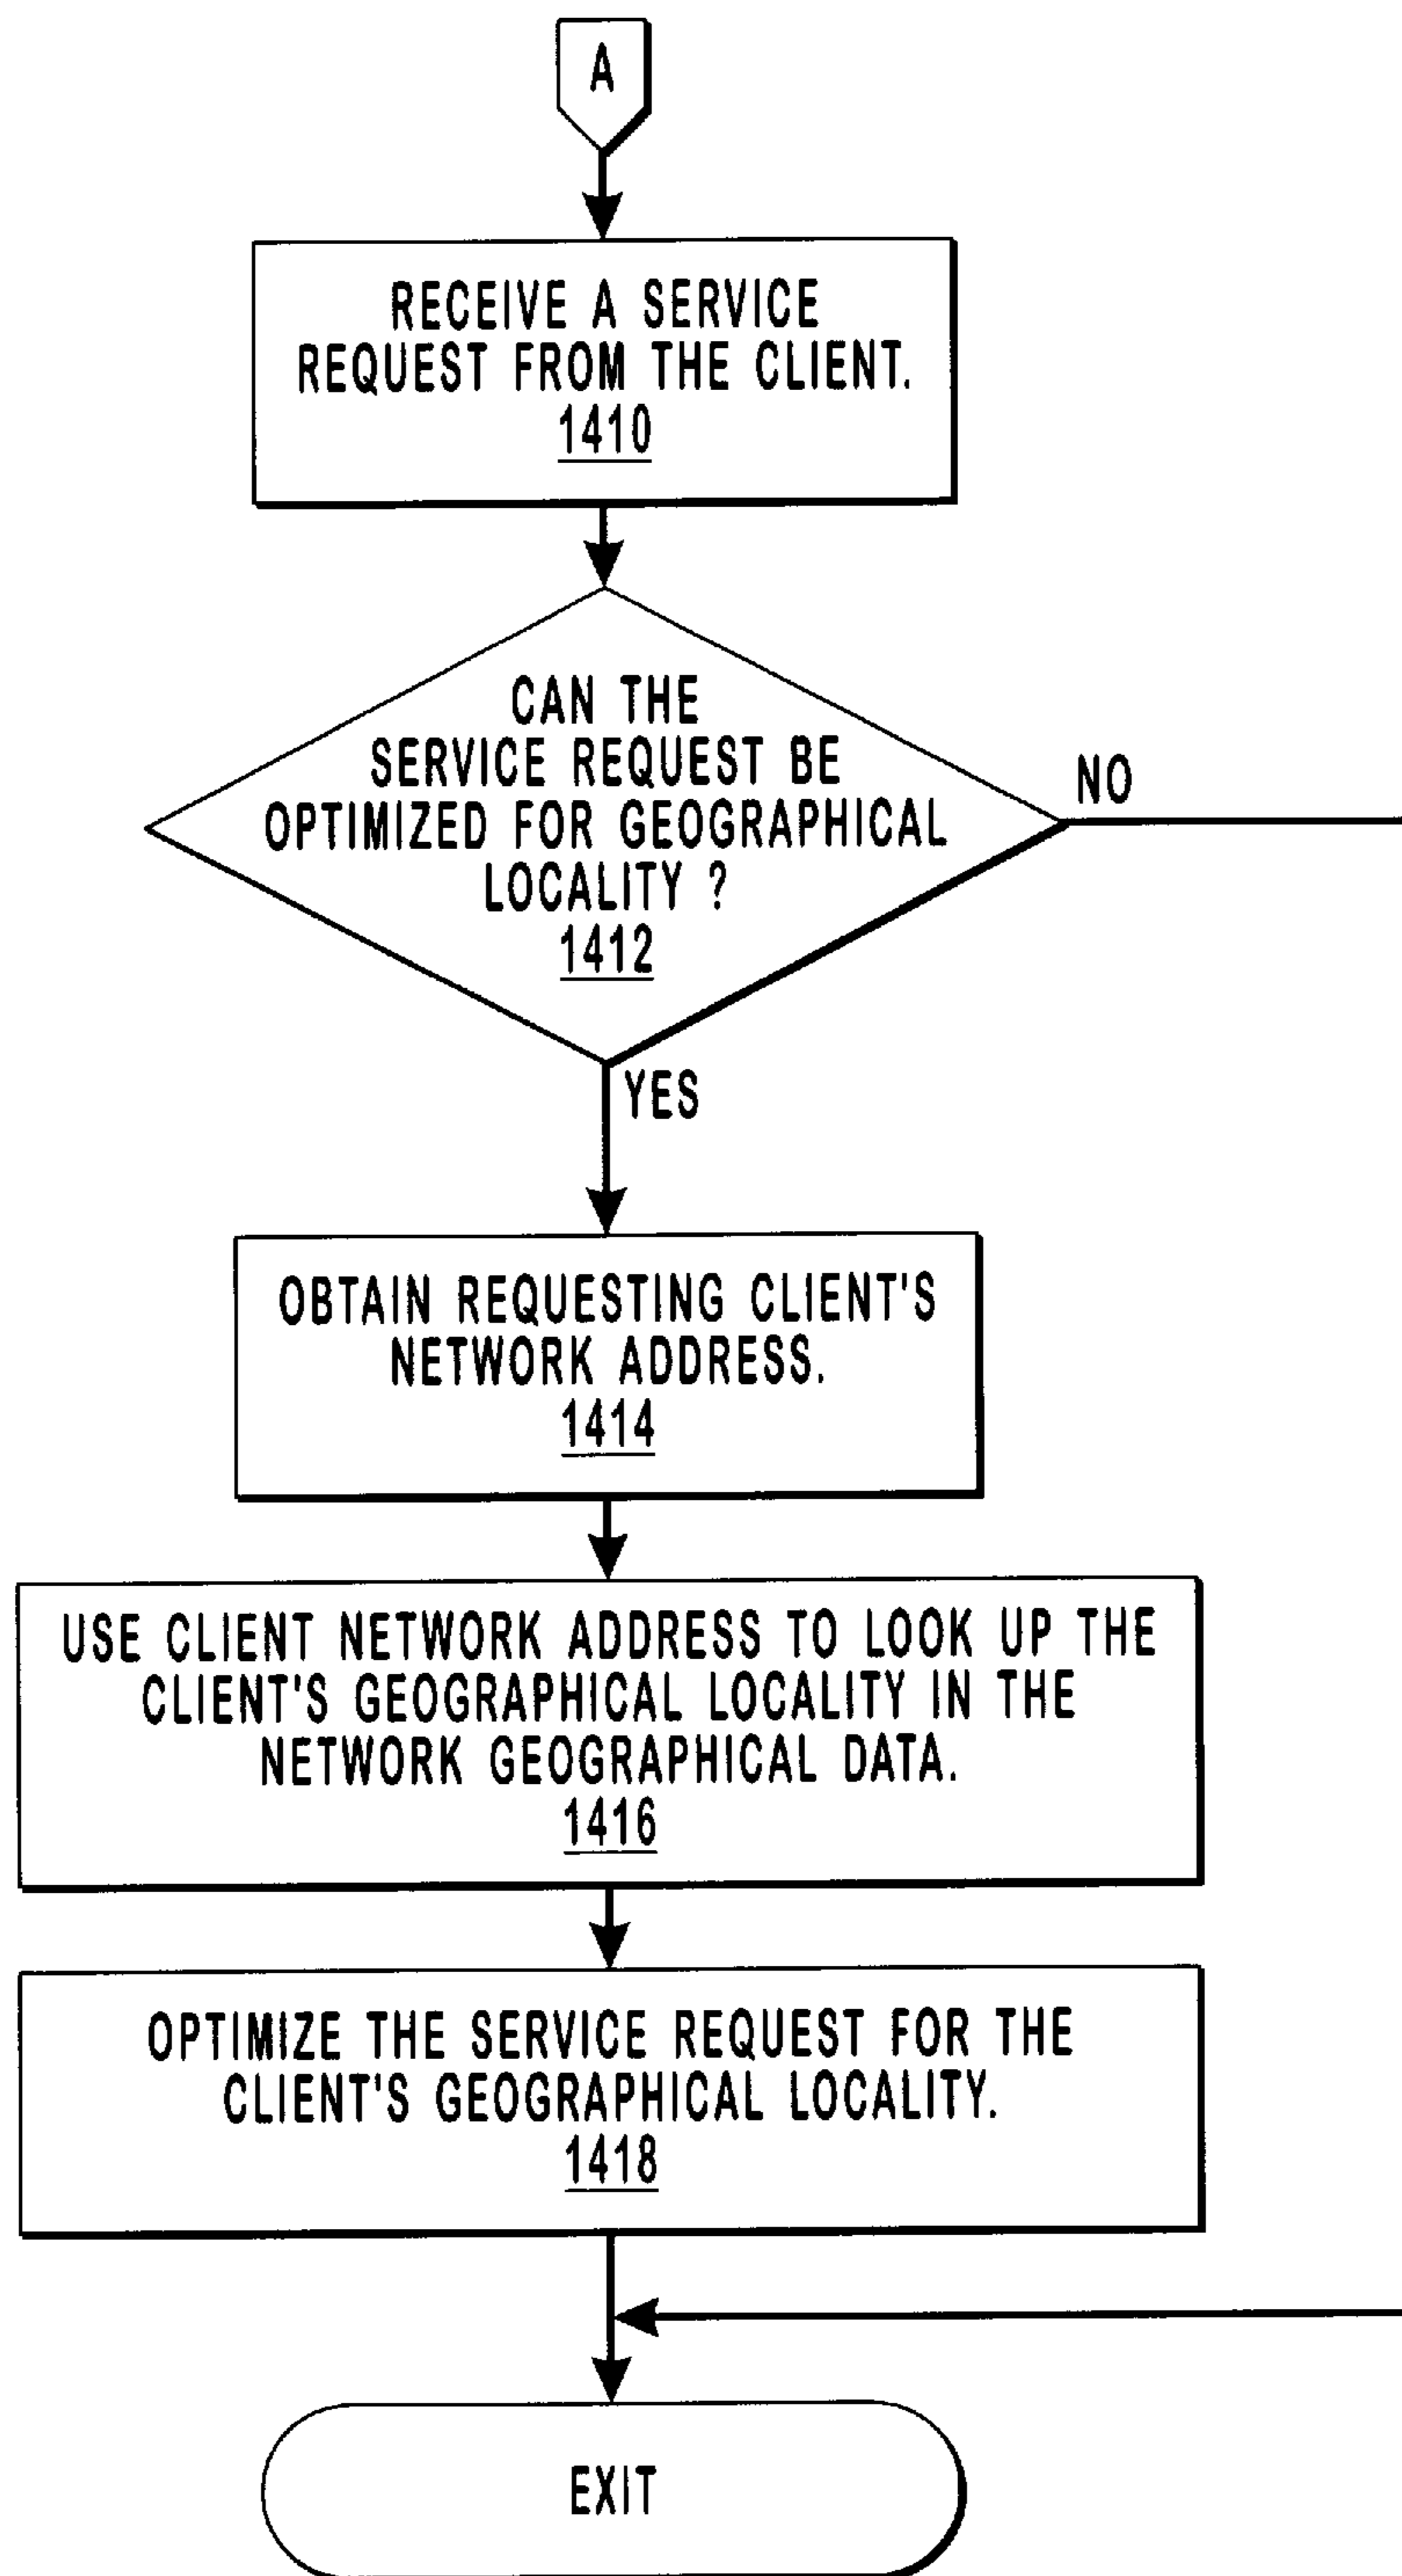 A
RECEIVE A SERVICE
REQUEST FROM THE CLIENT.
1410
CAN THE
SERVICE REQUEST BE
OPTIMIZED FOR GEOGRAPHICAL
LOCALITY ?
1412
NO
YES
OBTAIN REQUESTING CLIENT'S
NETWORK ADDRESS.
1414
USE CLIENT NETWORK ADDRESS TO LOOK UP THE
CLIENT'S GEOGRAPHICAL LOCALITY IN THE
NETWORK GEOGRAPHICAL DATA.
1416
OPTIMIZE THE SERVICE REQUEST FOR THE
CLIENT'S GEOGRAPHICAL LOCALITY.
1418
EXIT